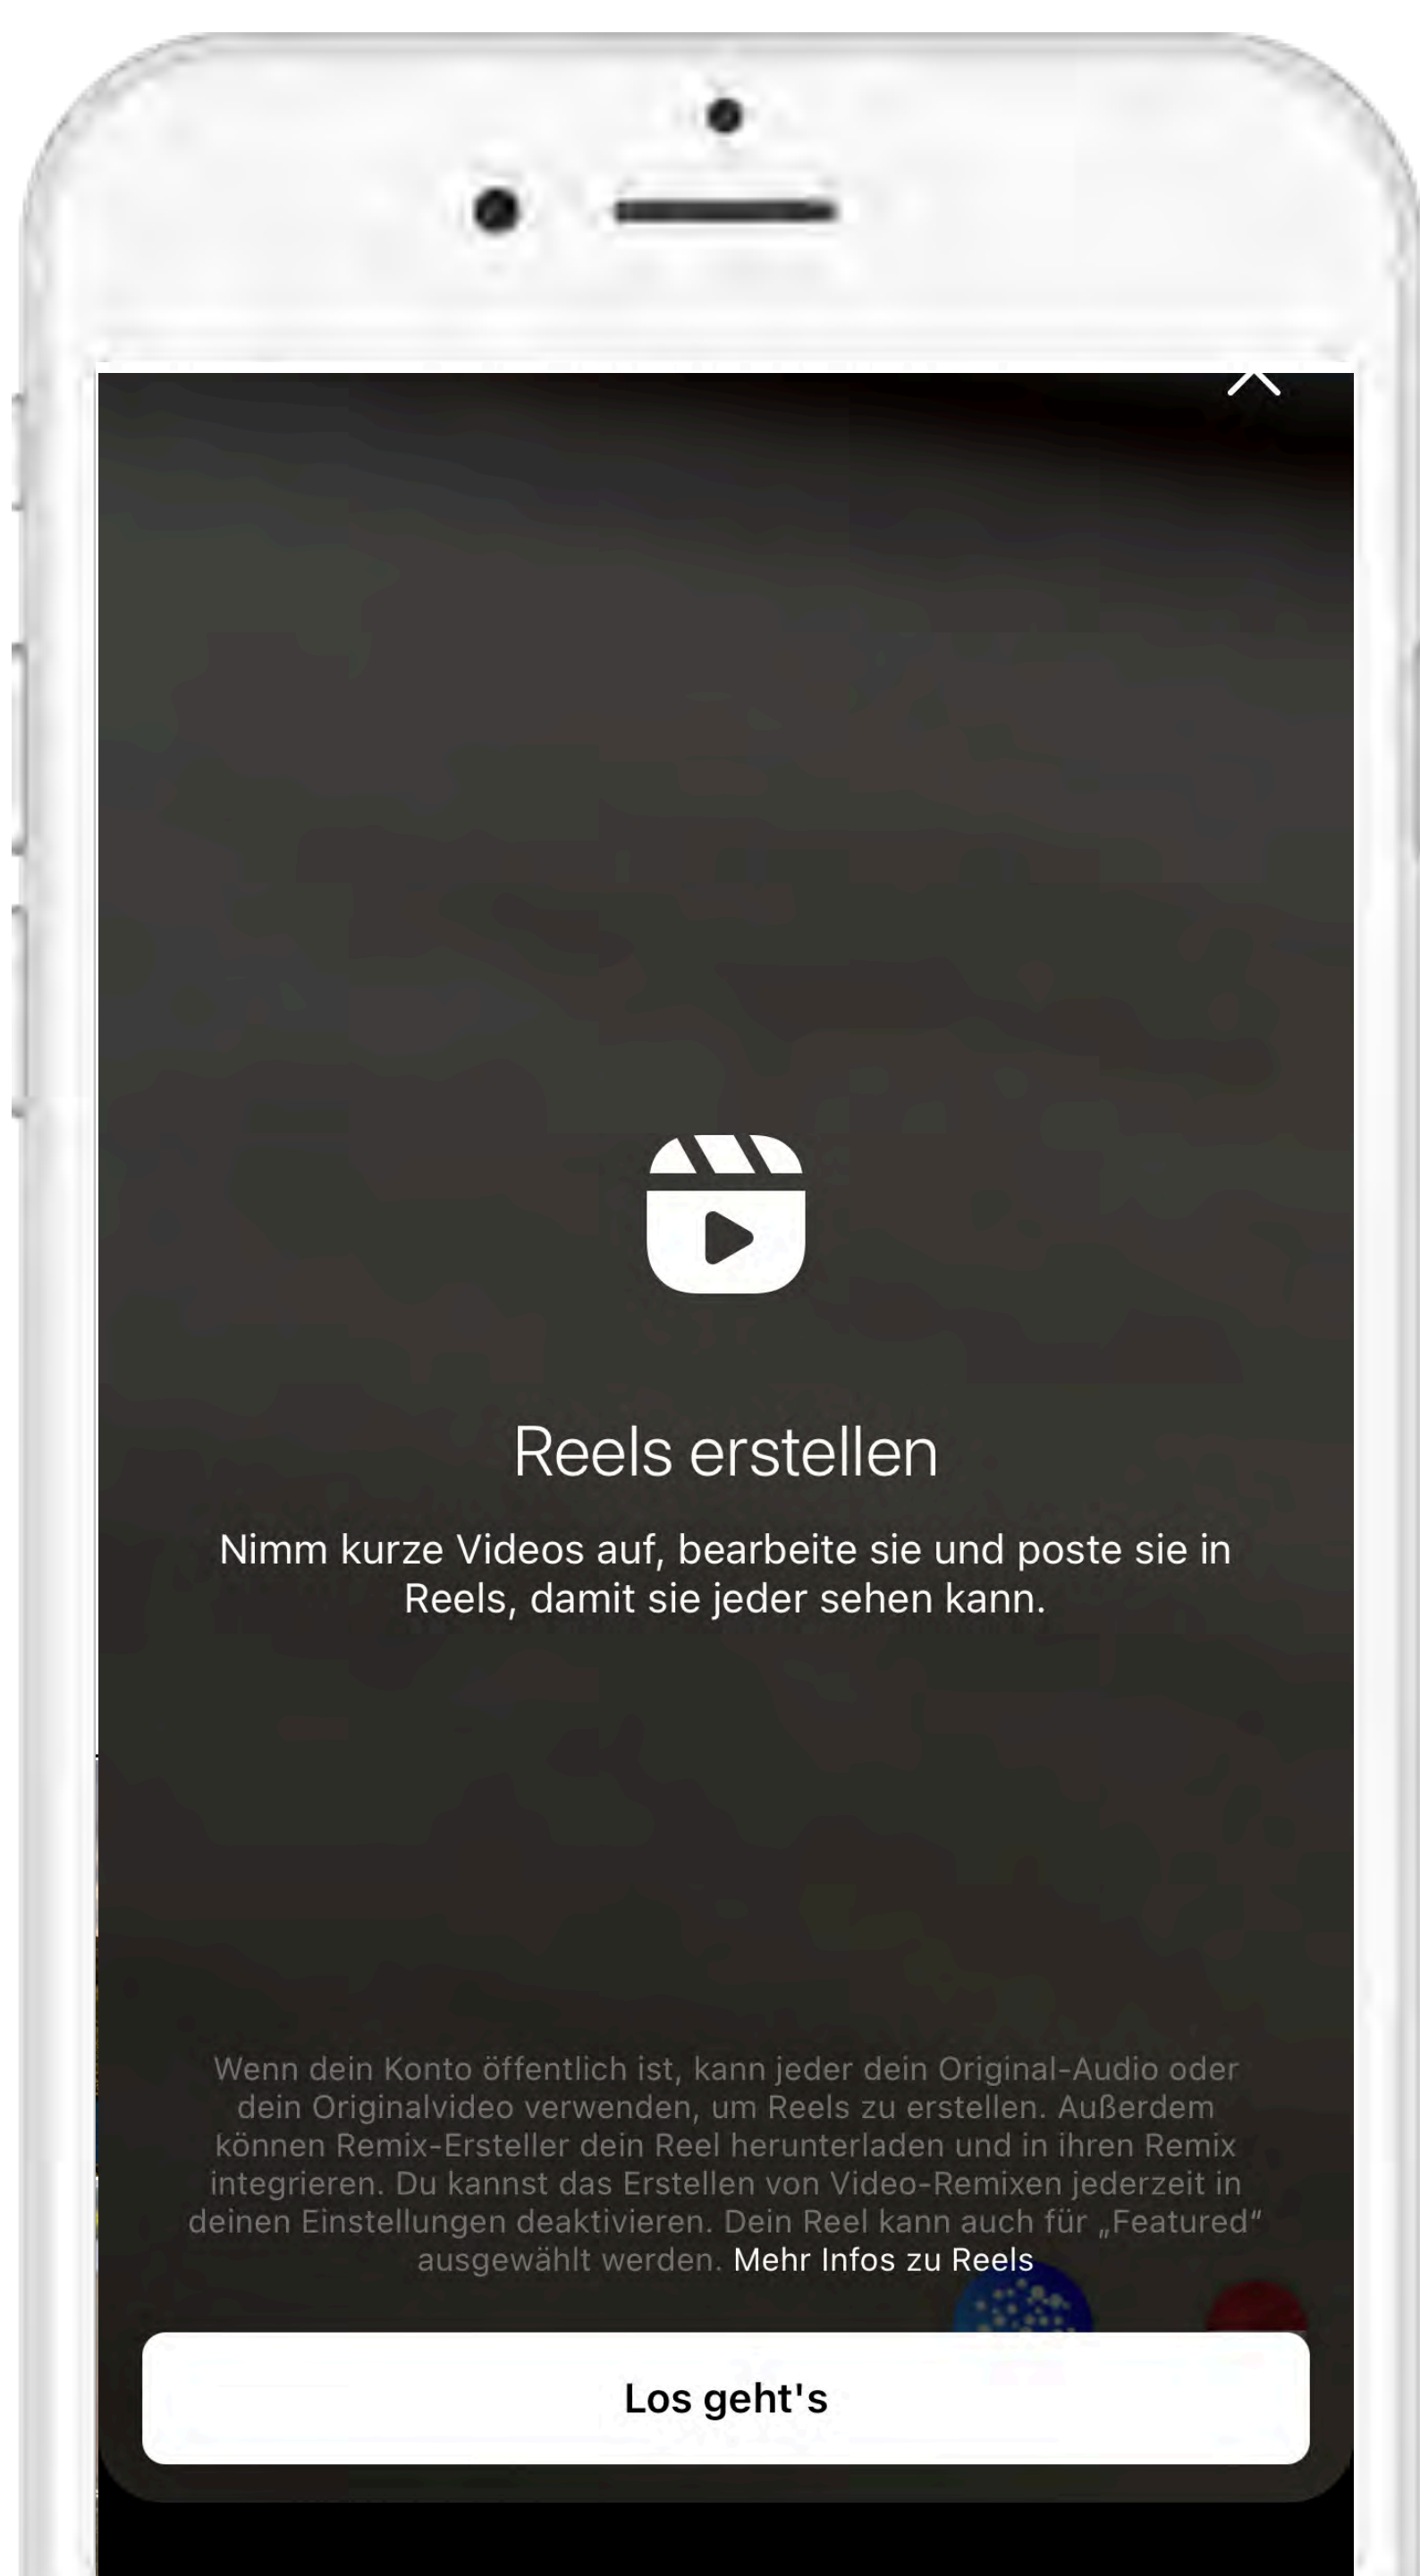 Reels erstellen
Nimm kurze Videos auf, bearbeite sie und poste sie in
Reels, damit sie jeder sehen kann.
Wenn dein Konto öffentlich ist, kann jeder dein Original-Audio oder
dein Originalvideo verwenden, um Reels zu erstellen. Außerdem
können Remix-Ersteller dein Reel herunterladen und in ihren Remix
integrieren. Du kannst das Erstellen von Video-Remixen jederzeit in
deinen Einstellungen deaktivieren. Dein Reel kann auch für „Featured“
ausgewählt werden. Mehr Infos zu Reels
Los geht's